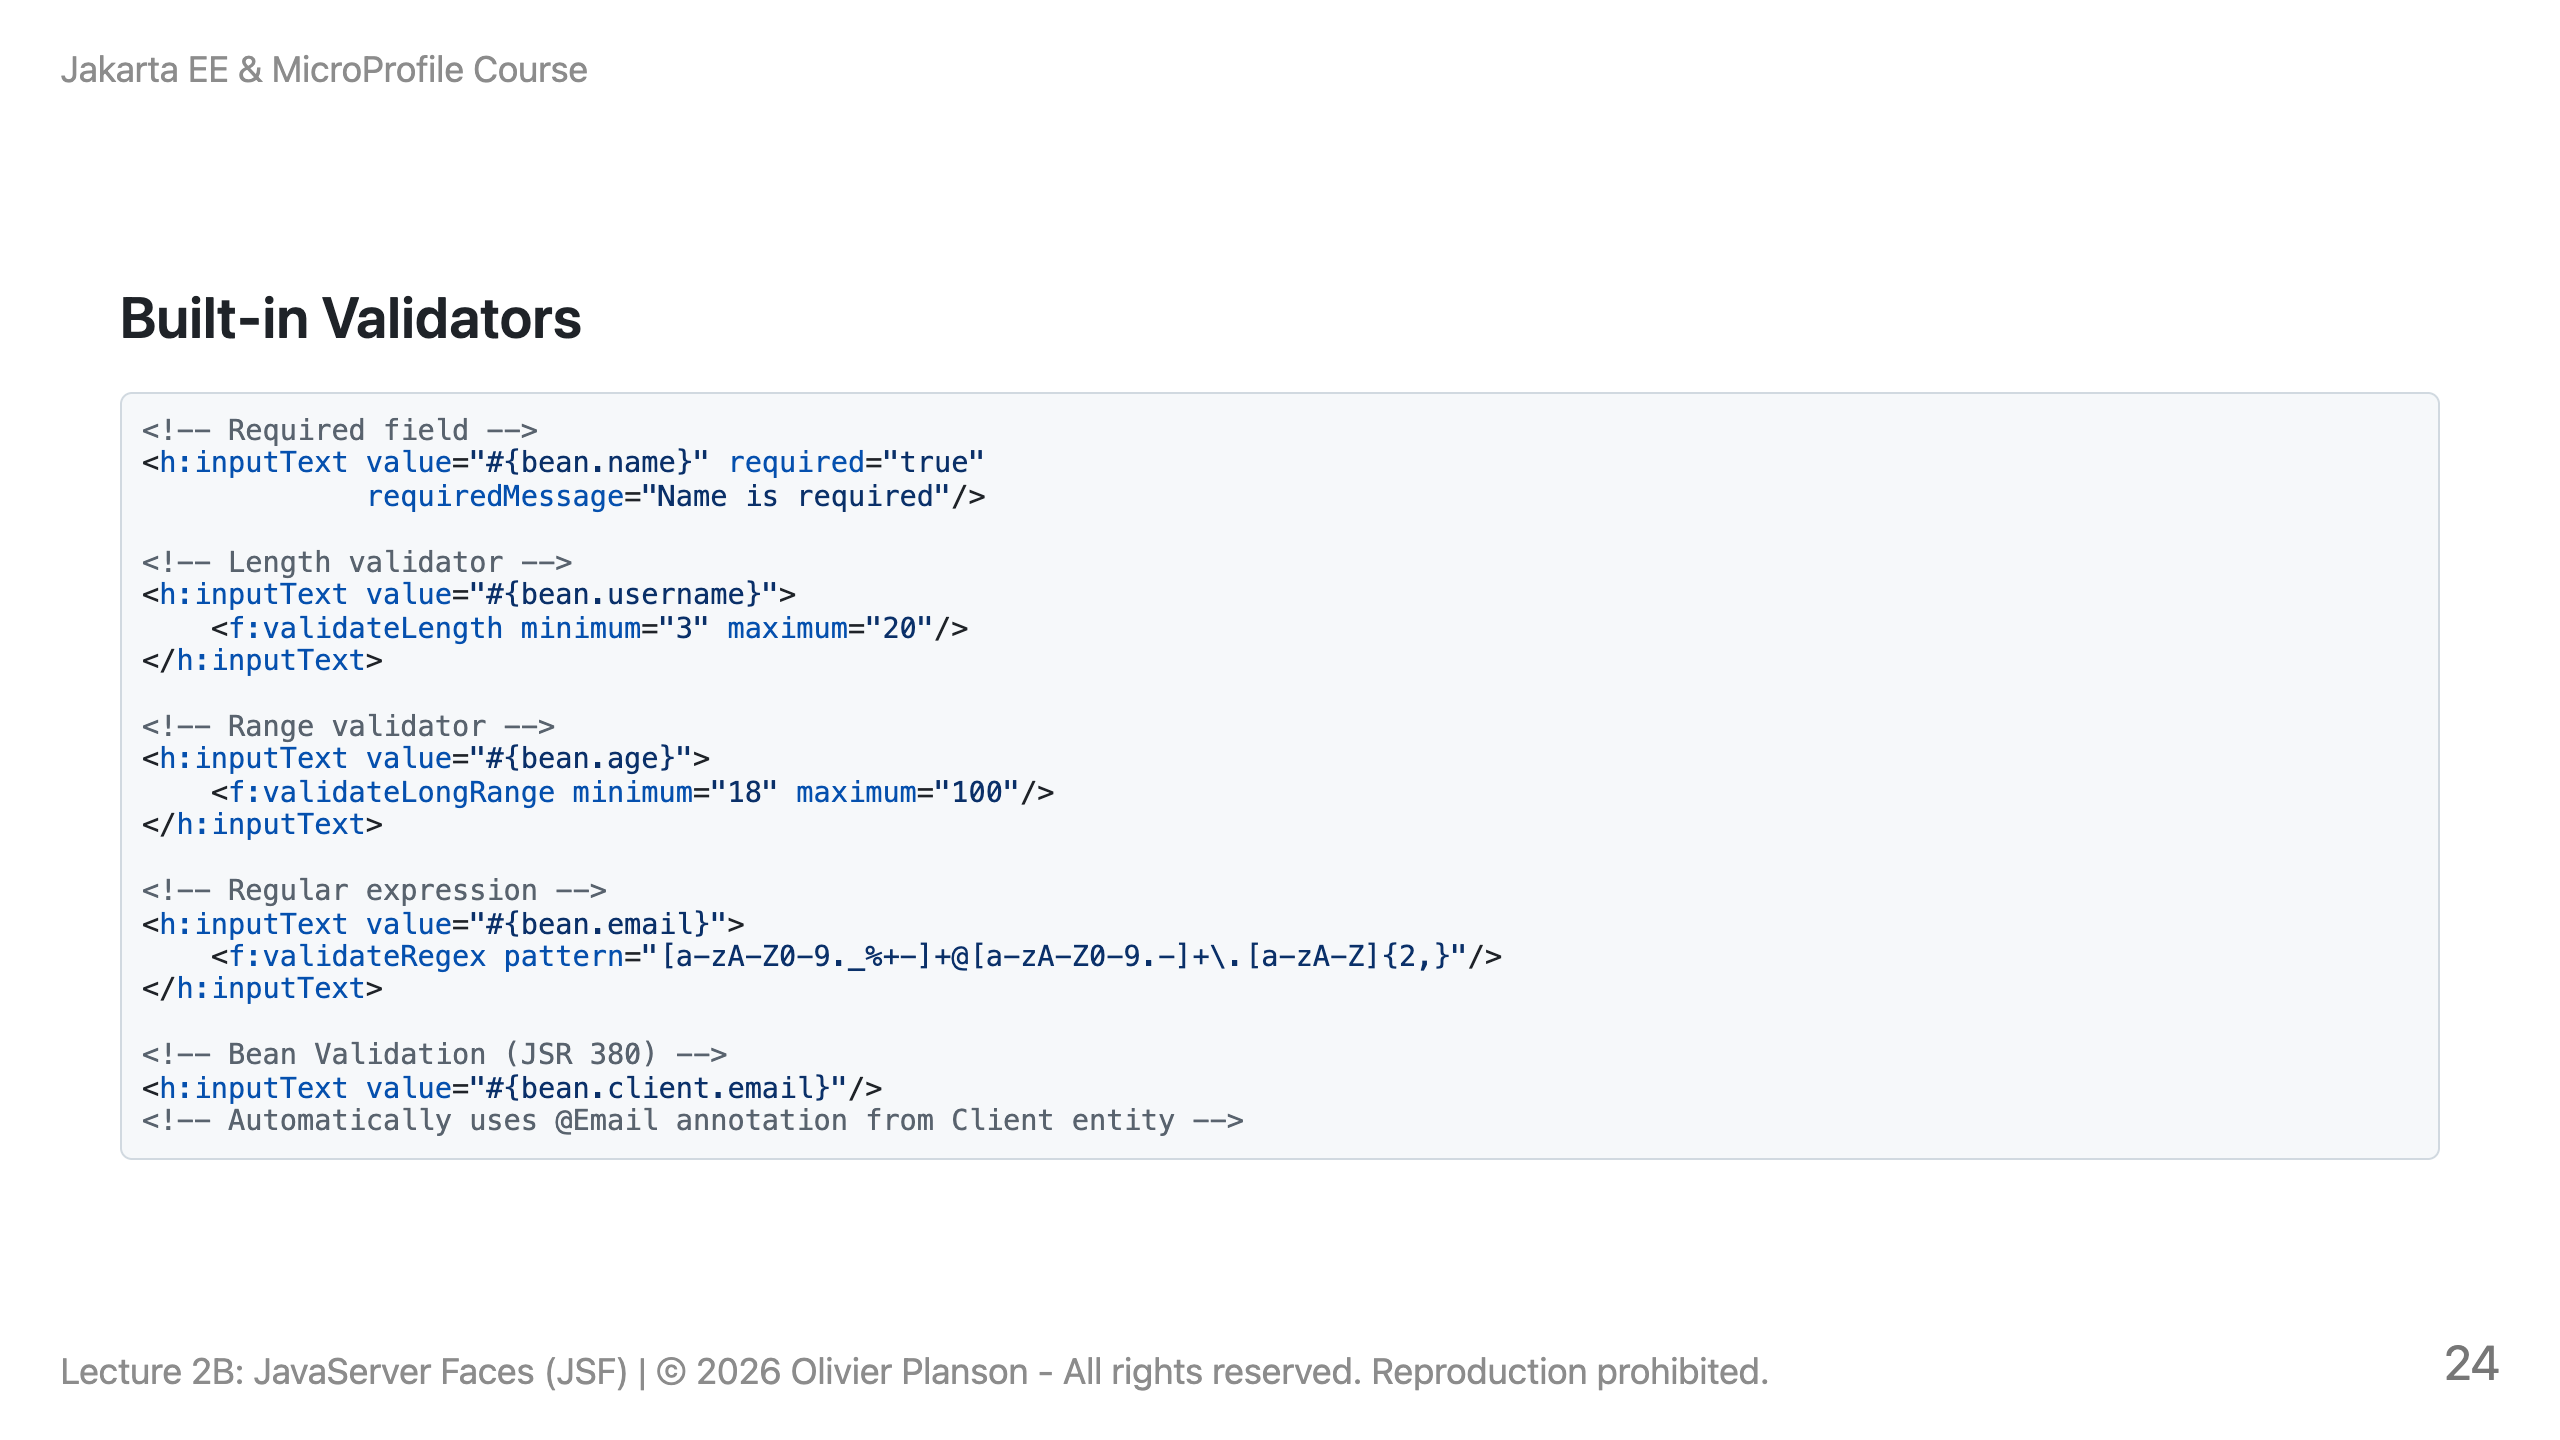 Jakarta EE & MicroProfile Course
Built-in Validators
<!-- Required field -->
<h:inputText value="#{bean.name}" required="true"
             requiredMessage="Name is required"/>

<!-- Length validator -->
<h:inputText value="#{bean.username}">
    <f:validateLength minimum="3" maximum="20"/>
</h:inputText>

<!-- Range validator -->
<h:inputText value="#{bean.age}">
    <f:validateLongRange minimum="18" maximum="100"/>
</h:inputText>

<!-- Regular expression -->
<h:inputText value="#{bean.email}">
    <f:validateRegex pattern="[a-zA-Z0-9._%+-]+@[a-zA-Z0-9.-]+\.[a-zA-Z]{2,}"/>
</h:inputText>

<!-- Bean Validation (JSR 380) -->
<h:inputText value="#{bean.client.email}"/>
<!-- Automatically uses @Email annotation from Client entity -->
Lecture 2B: JavaServer Faces (JSF) | © 2026 Olivier Planson - All rights reserved. Reproduction prohibited.
24